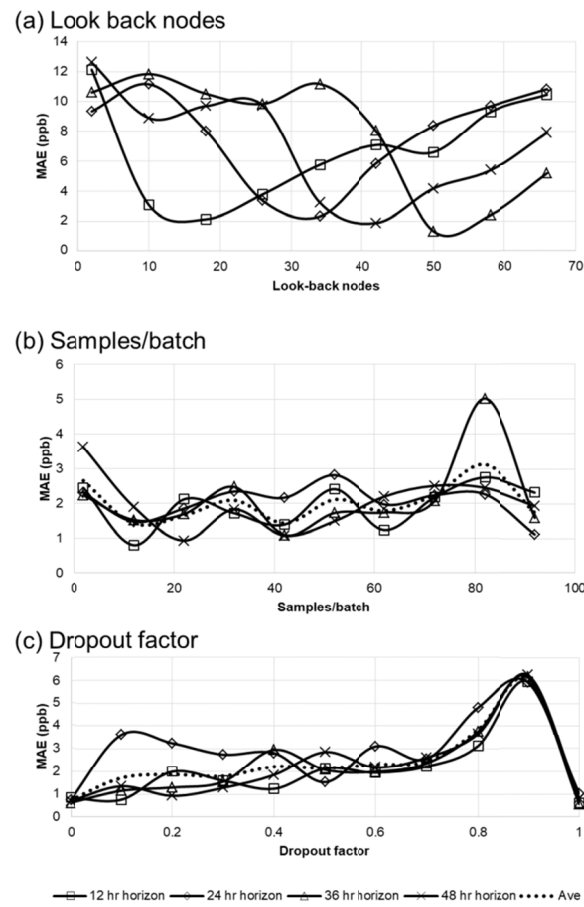 (a) Look back nodes
14
12
10
8
6
4
2
0
MAE (ppb)
0 10 20 30 40 50 60 70
Look-back nodes
(b) Samples/batch
6
5
4
3
2
1
0
MAE (ppb)
0 20 40 60 80 100
Samples/batch
(c) Dropout factor
7
6
5
4
3
2
1
0
MAE (ppb)
0 0.2 0.4 0.6 0.8 1
Dropout factor
12 hr horizon 24 hr horizon 36 hr horizon 48 hr horizon Ave